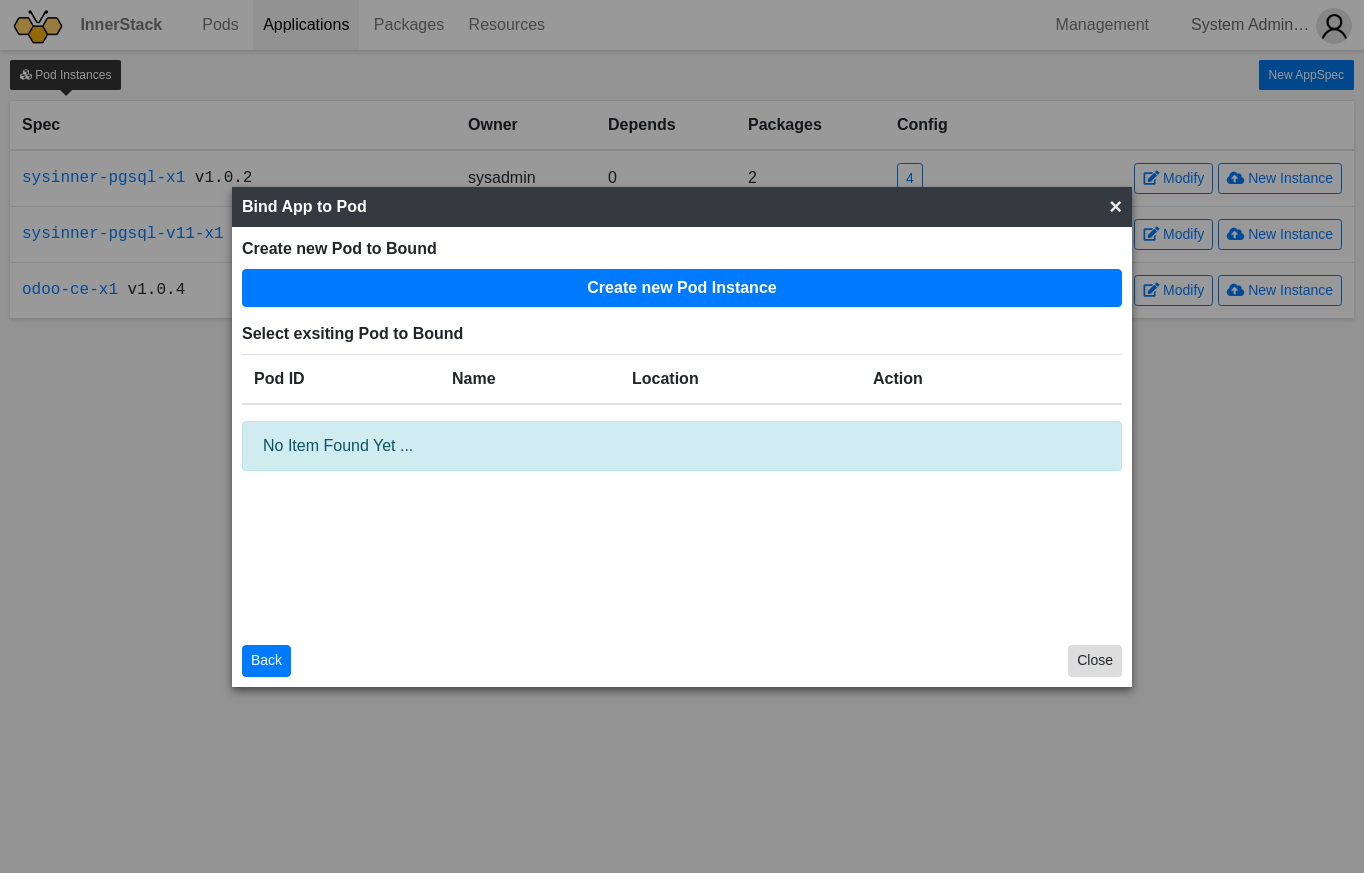 InnerStack Pods Applications Packages Resources Management System Admin…
Pod Instances New AppSpec
Spec Owner Depends Packages Config
sysinner-pgsql-x1 v1.0.2 sysadmin 0 2 4 Modify New Instance
Bind App to Pod ×
sysinner-pgsql-v11-x1 Modify New Instance
Create new Pod to Bound
Create new Pod Instance
odoo-ce-x1 v1.0.4 Modify New Instance
Select exsiting Pod to Bound
Pod ID Name Location Action
No Item Found Yet ...
Back Close